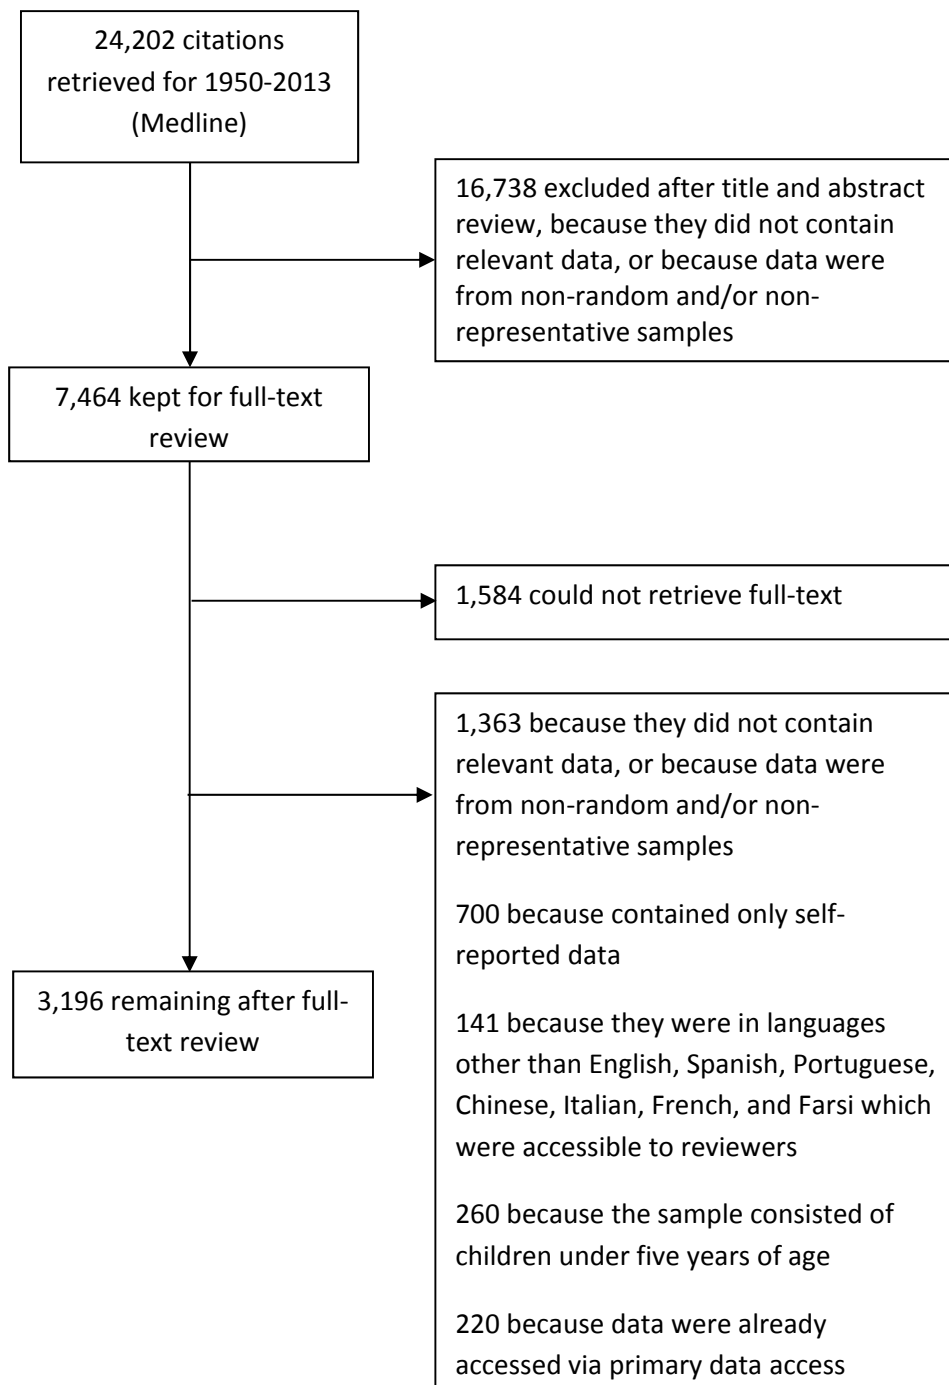 24,202 citations
retrieved for 1950-2013
(Medline)
16,738 excluded after title and abstract
review, because they did not contain
relevant data, or because data were
from non-random and/or non-
representative samples
7,464 kept for full-text
review
1,584 could not retrieve full-text
1,363 because they did not contain
relevant data, or because data were
from non-random and/or non-
representative samples
700 because contained only self-
reported data
141 because they were in languages
other than English, Spanish, Portuguese,
Chinese, Italian, French, and Farsi which
were accessible to reviewers
260 because the sample consisted of
children under five years of age
220 because data were already
accessed via primary data access
3,196 remaining after full-
text review